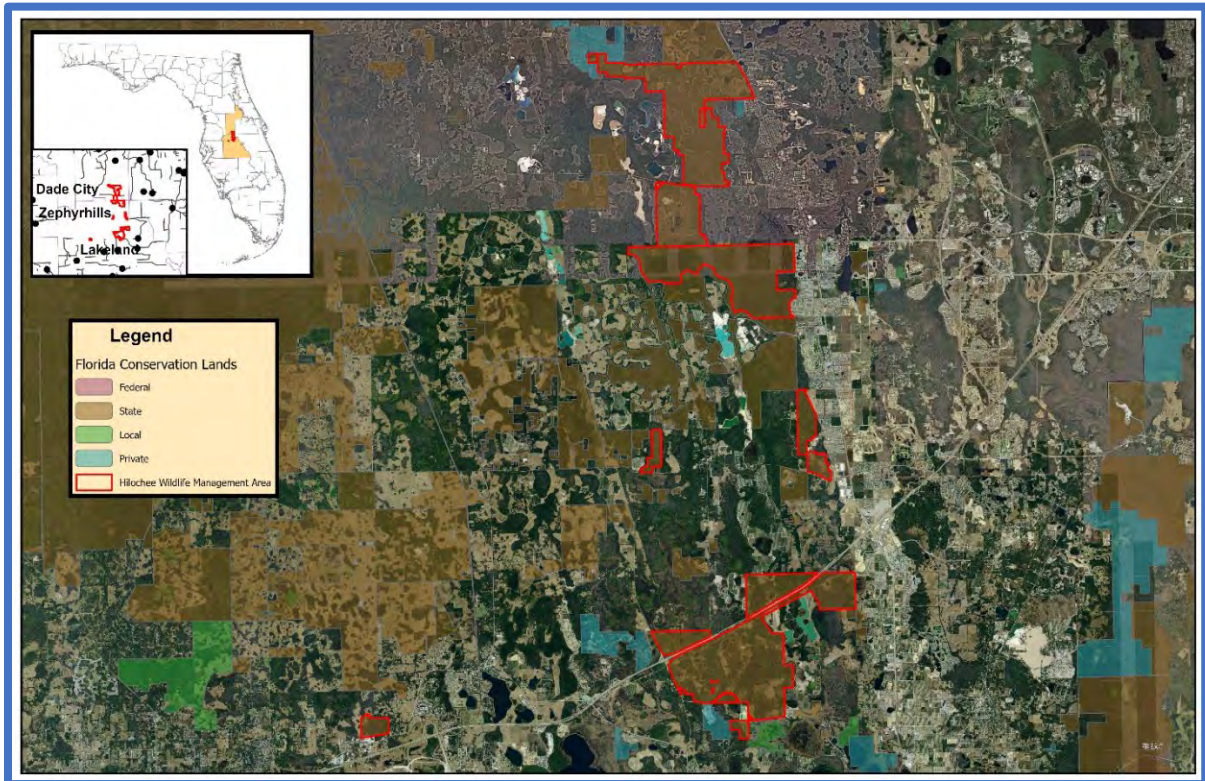 Dade City
Zephyrhills
Lakeland
Legend
Florida Conservation Lands
Federal
State
Local
Private
Hilochee Wildlife Management Area